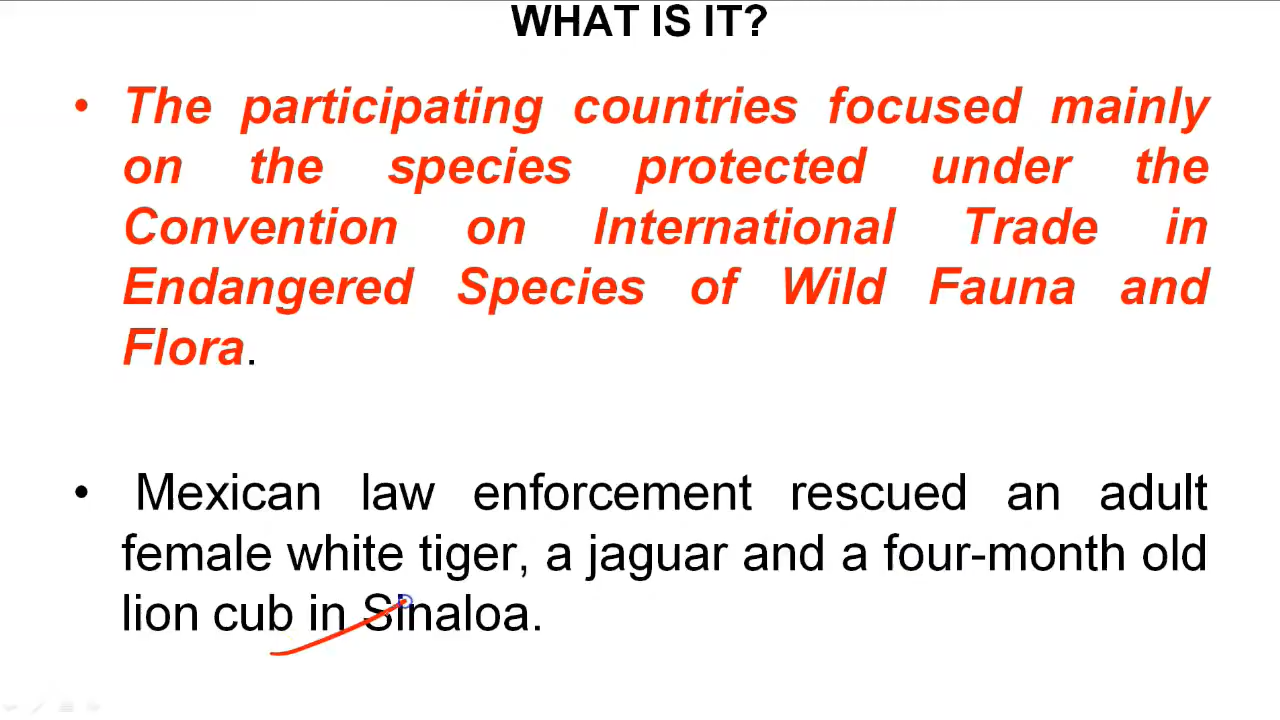 WHAT IS IT?
• The participating countries focused mainly
on the species protected under the
Convention on International Trade in
Endangered Species of Wild Fauna and
Flora.
• Mexican law enforcement rescued an adult
female white tiger, a jaguar and a four-month old
lion cub in Sinaloa.